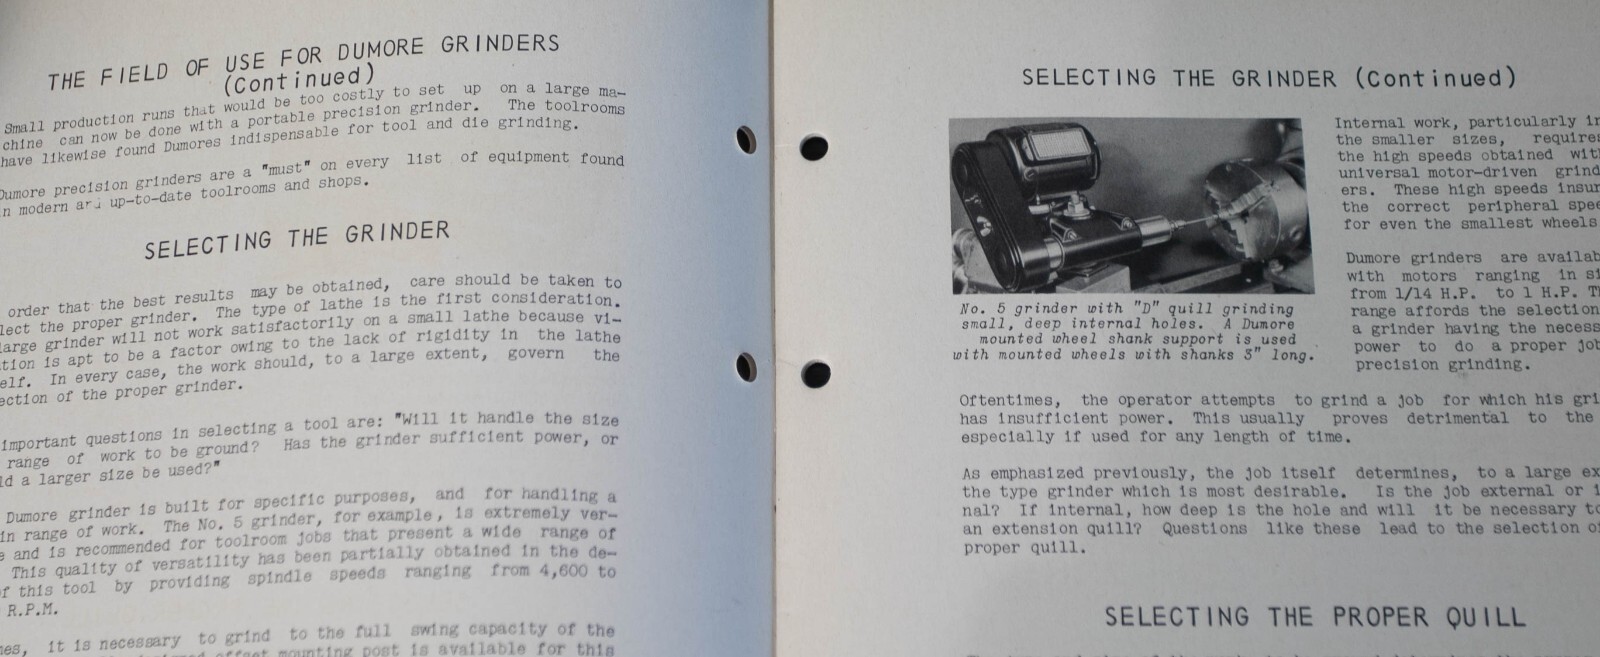 THE FIELD OF USE FOR DUMORE GRINDERS
(Continued)
Small production runs that would be too costly to set up on a large ma-
chine can now be done with a portable precision grinder. The toolrooms
have likewise found Dumores indispensable for tool and die grinding.
Dumore precision grinders are a "must" on every list of equipment found
n modern up-to-date toolrooms and shops.
SELECTING THE GRINDER
order that the best results may be obtained, care should be taken to
lect the proper grinder. The type of lathe is the first consideration.
large grinder will not work satisfactorily on a small lathe because vi-
tion is apt to be a factor owing to the lack of rigidity in the lathe
elf. In every case, the work should, to a large extent, govern the
ection of the proper grinder.
important questions in selecting a tool are: "Will it handle the size
range of work to be ground? Has the grinder sufficient power, or
ld a larger size be used?"
Dumore grinder is built for specific purposes, and for handling a
in range of work. The No. 5 grinder, for example, is extremely ver-
e and is recommended for toolroom jobs that present a wide range of
This quality of versatility has been partially obtained in the de-
f this tool by providing spindle speeds ranging from 4,600 to
R.P.M.
mes, it is necessary to grind to the full swing capacity of the
offset mounting post is available for this
SELECTING THE GRINDER (Continued)
Internal work, particularly in
the smaller sizes, requires
the high speeds obtained with
universal motor-driven grind
ers. These high speeds insur
the correct peripheral spee
for even the smallest wheels
Dumore grinders are availab
with motors ranging in si
from 1/14 H.P. to 1 H.P. Th
range affords the selection
a grinder having the necess
power to do a proper job
precision grinding.
No. 5 grinder with "D" quill grinding
small, deep internal holes. A Dumore
mounted wheel shank support is used
with mounted wheels with shanks 3" long.
Oftentimes, the operator attempts to grind a job for which his gri
has insufficient power. This usually proves detrimental to the
especially if used for any length of time.
As emphasized previously, the job itself determines, to a large ex
the type grinder which is most desirable. Is the job external or i
nal? If internal, how deep is the hole and will it be necessary to
an extension quill? Questions like these lead to the selection o
proper quill.
SELECTING THE PROPER QUILL